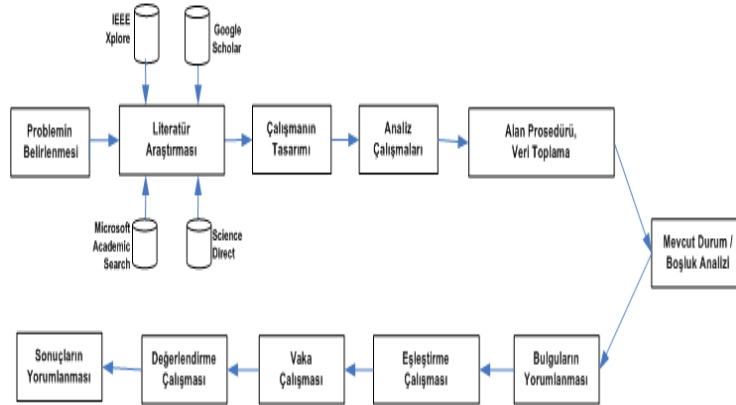 IEEE
Xplore
Google
Scholar
Problemin
Belirlenmesi
Literatür
Araştırması
Çalışmanın
Tasarımı
Analiz
Çalışmaları
Alan Prosedürü,
Veri Toplama
Microsoft
Academic
Search
Science
Direct
Mevcut Durum /
Boşluk Analizi
Sonuçların
Yorumlanması
Değerlendirme
Çalışması
Vaka
Çalışması
Eşleştirme
Çalışması
Bulguların
Yorumlanması